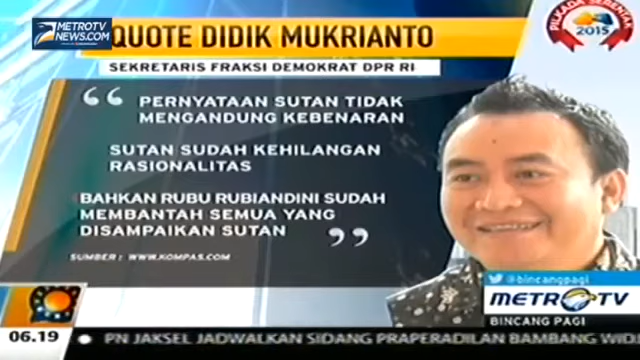 METROTV
NEWS.COM
QUOTE DIDIK MUKRIANTO
SEKRETARIS FRAKSI DEMOKRAT DPR RI
PILKADA SERENTAK
2015
“ PERNYATAAN SUTAN TIDAK
MENGANDUNG KEBENARAN
SUTAN SUDAH KEHILANGAN
RASIONALITAS
BAHKAN RUBU RUBIANDINI SUDAH
MEMBANTAH SEMUA YANG
DISAMPAIKAN SUTAN ”
SUMBER : WWW.KOMPAS.COM
@bincangpagi
METROTV
BINCANG PAGI
06.19
PN JAKSEL JADWALKAN SIDANG PRAPERADILAN BAMBANG WID